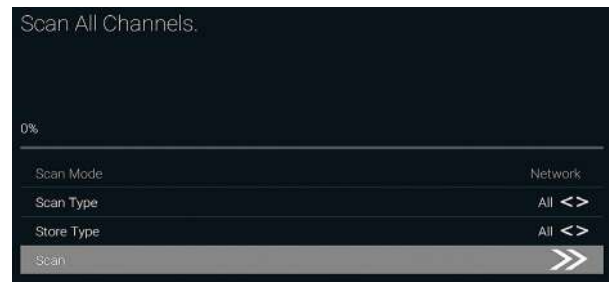 Scan All Channels.
0%
Scan Mode Network
Scan Type All <>
Store Type All <>
Scan